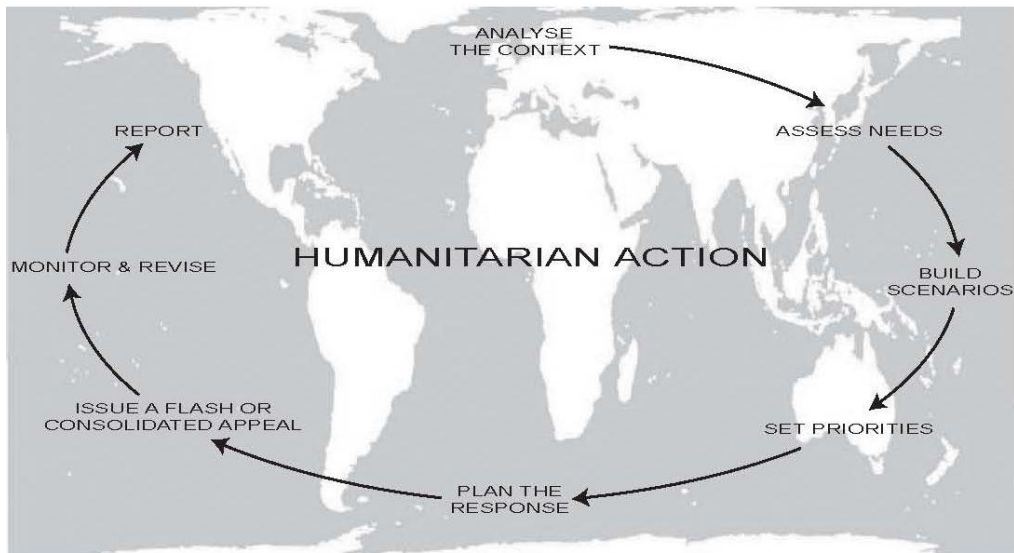 ANALYSE
THE CONTEXT
ASSESS NEEDS
BUILD
SCENARIOS
SET PRIORITIES
PLAN THE
RESPONSE
ISSUE A FLASH OR
CONSOLIDATED APPEAL
MONITOR & REVISE
REPORT
HUMANITARIAN ACTION